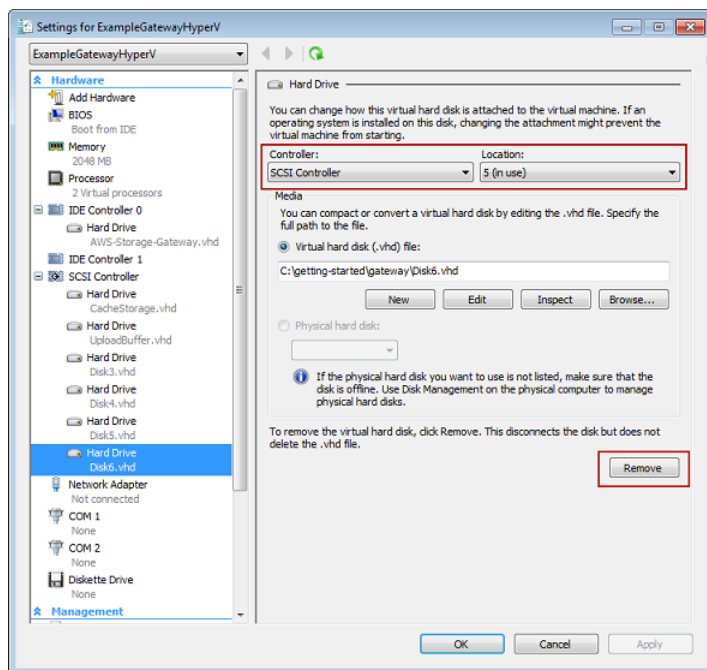 Settings for ExampleGatewayHyperV
ExampleGatewayHyperV
Hardware
Add Hardware
BIOS
Boot from IDE
Memory
2048 MB
Processor
2 Virtual processors
IDE Controller 0
Hard Drive
AWS-Storage-Gateway.vhd
IDE Controller 1
SCSI Controller
Hard Drive
CacheStorage.vhd
Hard Drive
UploadBuffer.vhd
Hard Drive
Disk3.vhd
Hard Drive
Disk4.vhd
Hard Drive
Disk5.vhd
Hard Drive
Disk6.vhd
Network Adapter
Not connected
COM 1
None
COM 2
None
Diskette Drive
None
Management
Hard Drive
You can change how this virtual hard disk is attached to the virtual machine. If an
operating system is installed on this disk, changing the attachment might prevent the
virtual machine from starting.
Controller: Location:
SCSI Controller 5 (in use)
Media
You can compact or convert a virtual hard disk by editing the .vhd file. Specify the
full path to the file.
Virtual hard disk (.vhd) file:
C:\getting-started\gateway\Disk6.vhd
New Edit Inspect Browse...
Physical hard disk:
If the physical hard disk you want to use is not listed, make sure that the
disk is offline. Use Disk Management on the physical computer to manage
physical hard disks.
To remove the virtual hard disk, click Remove. This disconnects the disk but does not
delete the .vhd file.
Remove
OK Cancel Apply